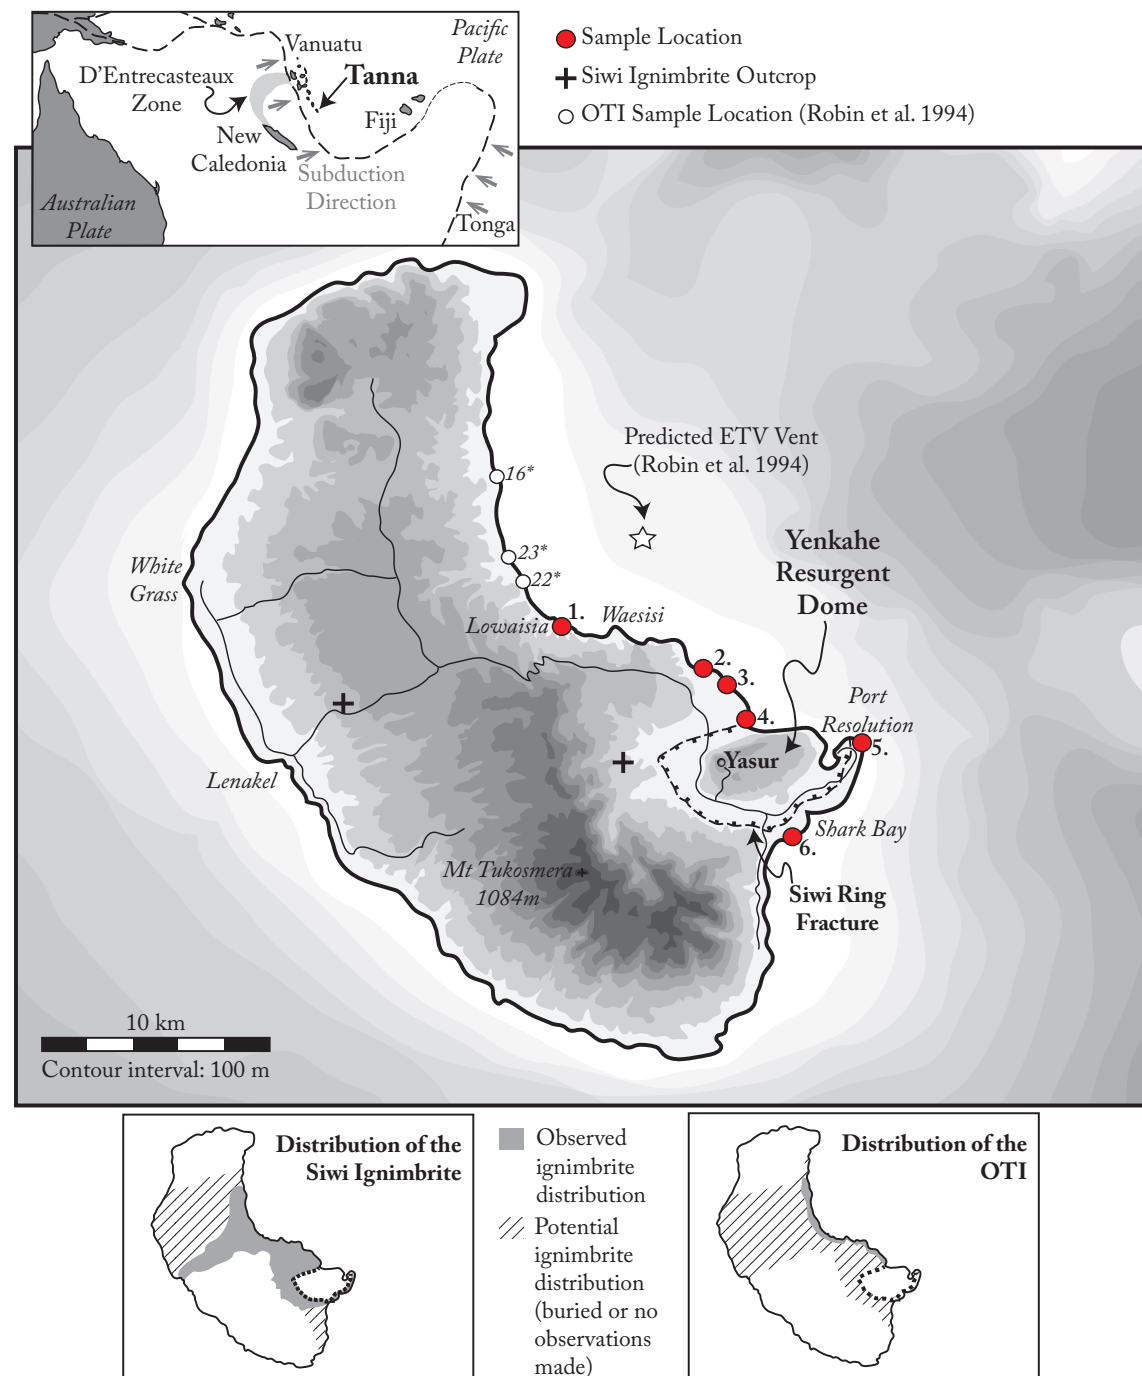 Pacific
Plate
Vanuatu
Tanna
D'Entrecasteaux
Zone
Fiji
New
Caledonia
Subduction
Direction
Australian
Plate
Tonga
Sample Location
Siwi Ignimbrite Outcrop
OTI Sample Location (Robin et al. 1994)
Predicted ETV Vent
(Robin et al. 1994)
16*
23*
22*
Yenkahe
Resurgent
Dome
White
Grass
1.
Lowaisia
Waesisi
2.
3.
4.
Port
Resolution
5.
Yasur
Lenakel
Shark Bay
6.
Mt Tukosmera
1084m
Siwi Ring
Fracture
10 km
Contour interval: 100 m
Distribution of the
Siwi Ignimbrite
Observed
ignimbrite
distribution
Potential
ignimbrite
distribution
(buried or no
observations
made)
Distribution of the
OTI